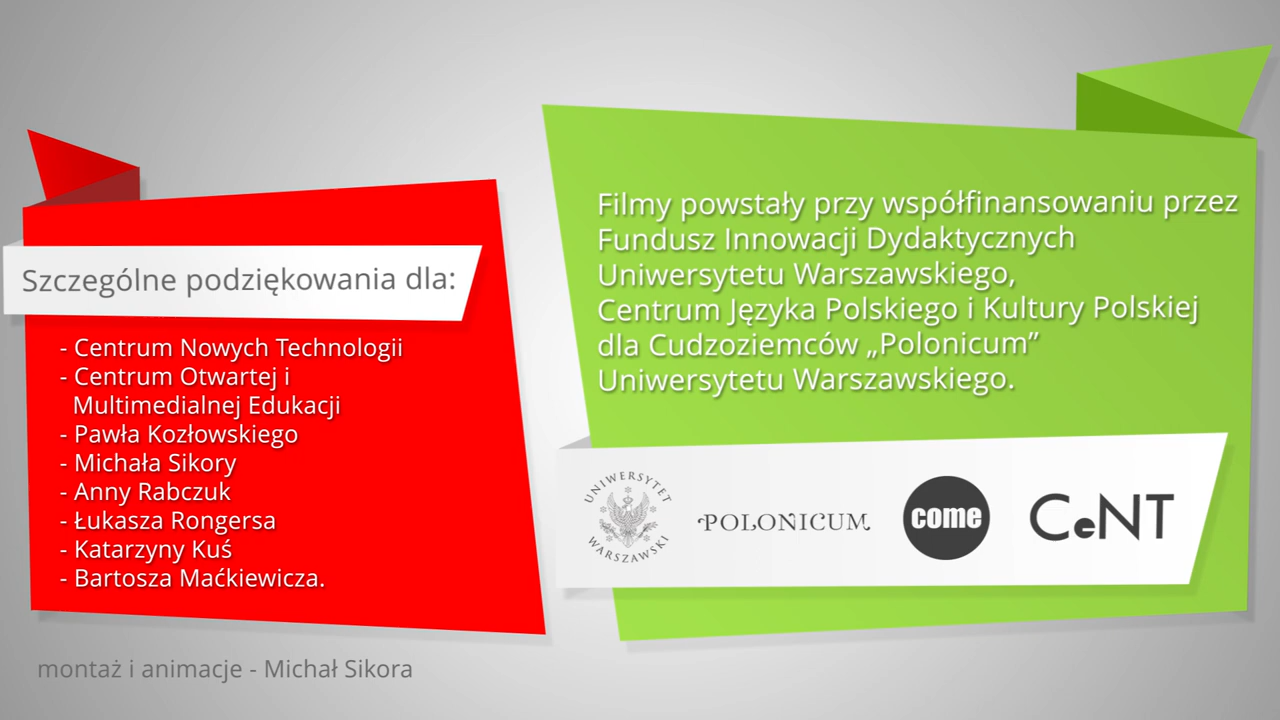 Szczególne podziękowania dla:
- Centrum Nowych Technologii
- Centrum Otwartej i
Multimedialnej Edukacji
- Pawła Kozłowskiego
- Michała Sikory
- Anny Rabczuk
- Łukasza Rongersa
- Katarzyny Kuś
- Bartosza Maćkiewicza.
Filmy powstały przy współfinansowaniu przez
Fundusz Innowacji Dydaktycznych
Uniwersytetu Warszawskiego,
Centrum Języka Polskiego i Kultury Polskiej
dla Cudzoziemców „Polonicum”
Uniwersytetu Warszawskiego.
UNIWERSYTET
WARSZAWSKI
POLONICUM
come
CeNT
montaż i animacje - Michał Sikora